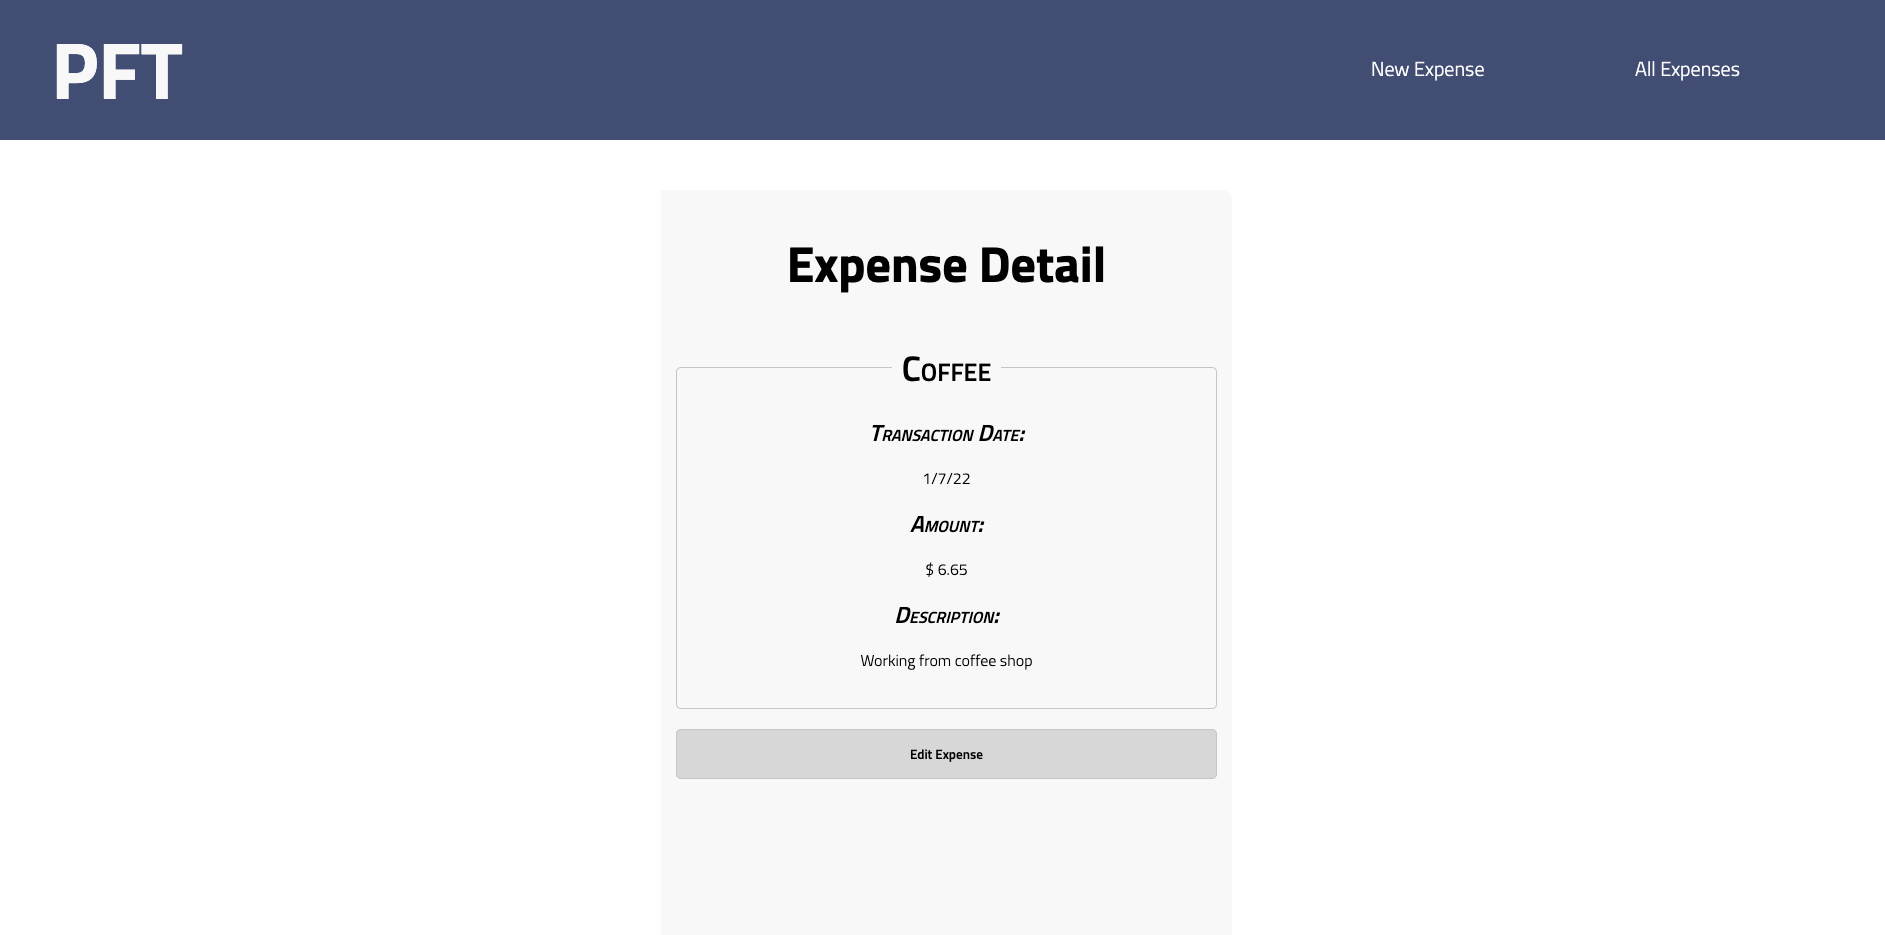 PFT
New Expense
All Expenses
Expense Detail
Coffee
Transaction Date:
1/7/22
Amount:
$ 6.65
Description:
Working from coffee shop
Edit Expense